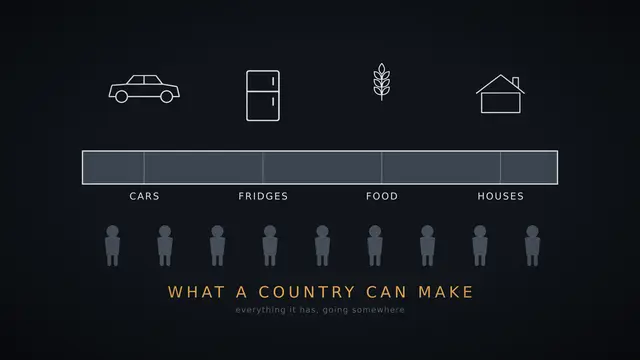 CARS FRIDGES FOOD HOUSES
WHAT A COUNTRY CAN MAKE
everything it has, going somewhere